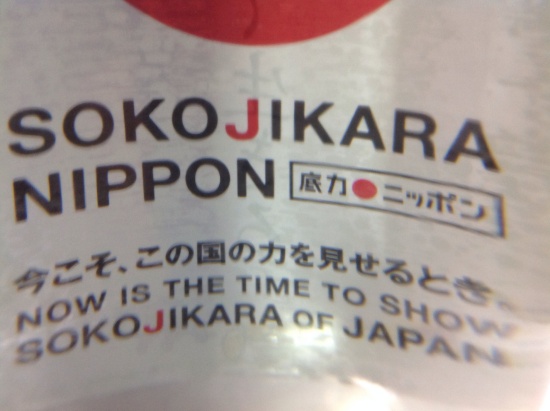 SOKOJIKARA
NIPPON 底力●ニッポン
今こそ、この国の力を見せるとき。
NOW IS THE TIME TO SHOW
SOKOJIKARA OF JAPAN